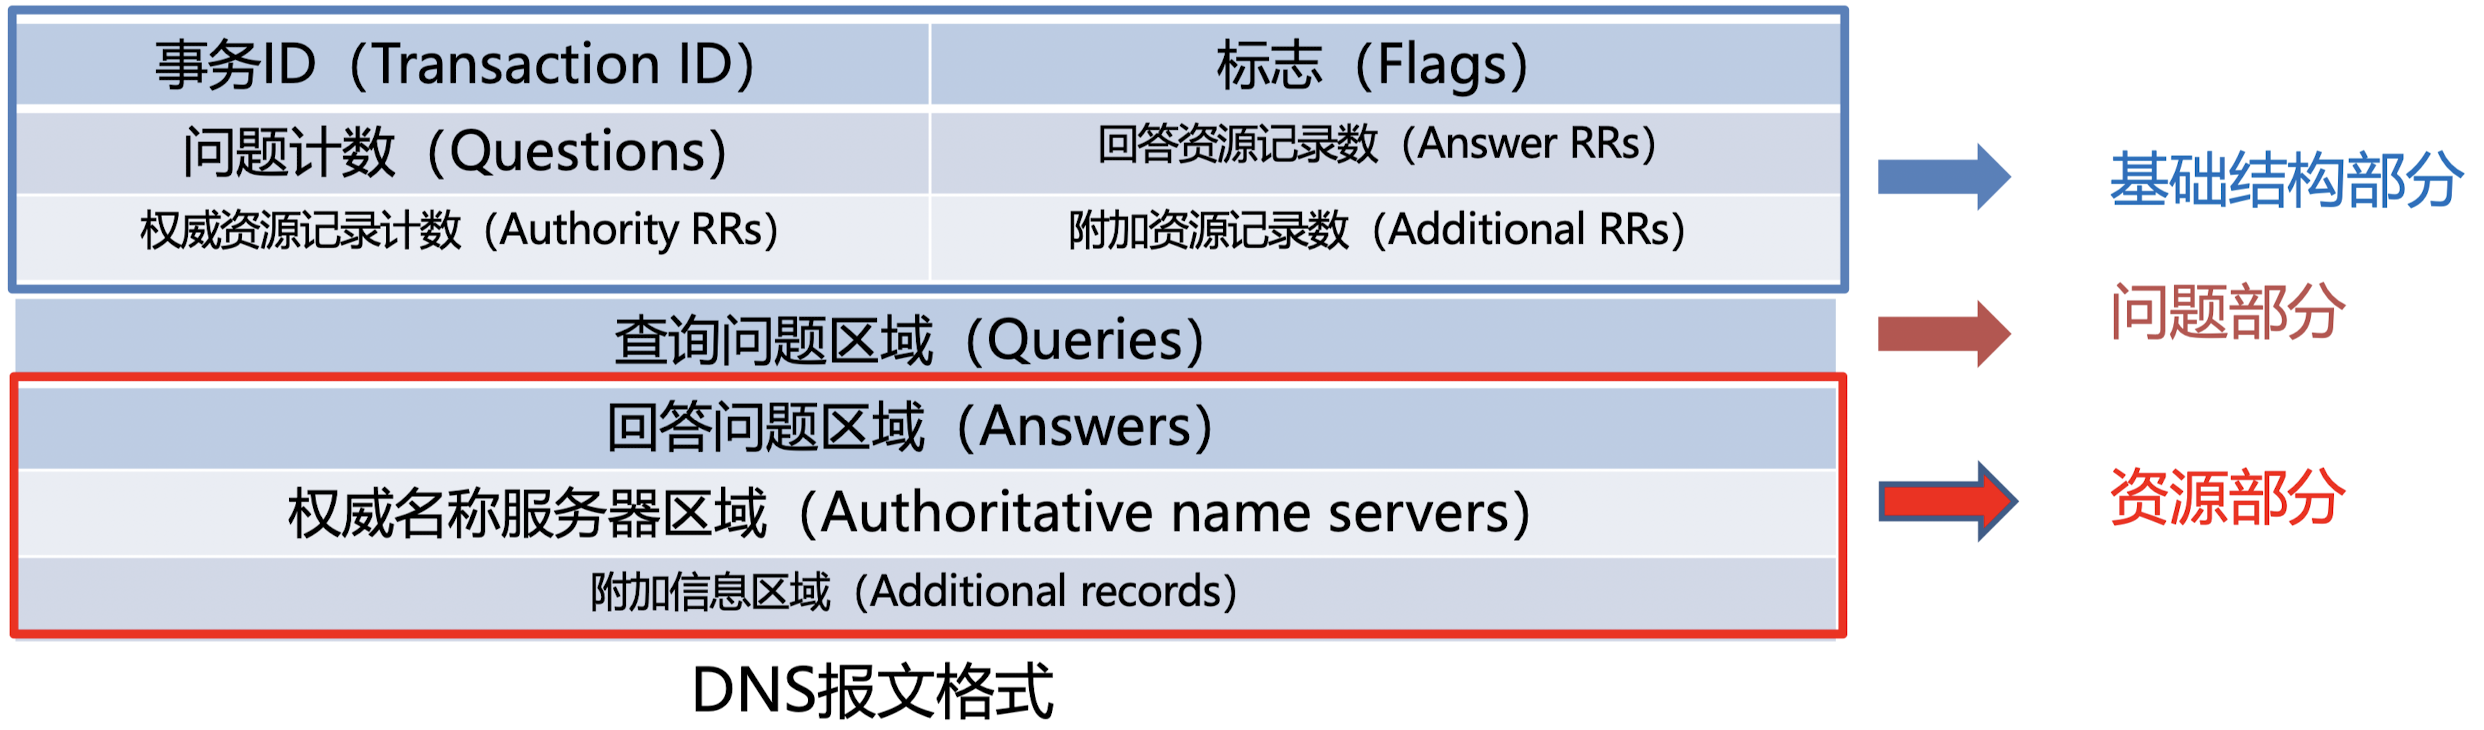 事务ID（Transaction ID）
标志（Flags）
问题计数（Questions）
回答资源记录数（Answer RRs）
权威资源记录计数（Authority RRs）
附加资源记录数（Additional RRs）
基础结构部分
查询问题区域（Queries）
问题部分
回答问题区域（Answers）
权威名称服务器区域（Authoritative name servers）
附加信息区域（Additional records）
资源部分
DNS报文格式